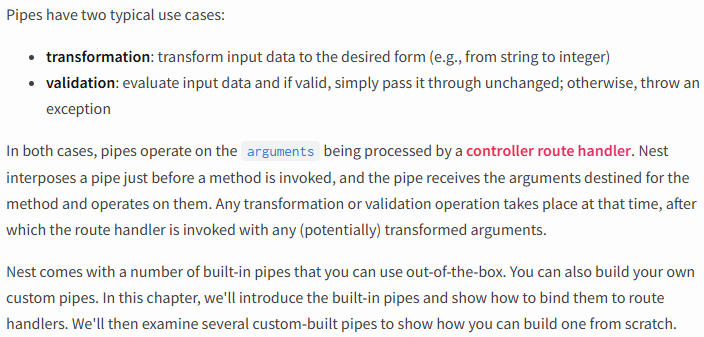 Pipes have two typical use cases:
• transformation: transform input data to the desired form (e.g., from string to integer)
• validation: evaluate input data and if valid, simply pass it through unchanged; otherwise, throw an
exception
In both cases, pipes operate on the arguments being processed by a controller route handler. Nest
interposes a pipe just before a method is invoked, and the pipe receives the arguments destined for the
method and operates on them. Any transformation or validation operation takes place at that time, after
which the route handler is invoked with any (potentially) transformed arguments.
Nest comes with a number of built-in pipes that you can use out-of-the-box. You can also build your own
custom pipes. In this chapter, we'll introduce the built-in pipes and show how to bind them to route
handlers. We'll then examine several custom-built pipes to show how you can build one from scratch.